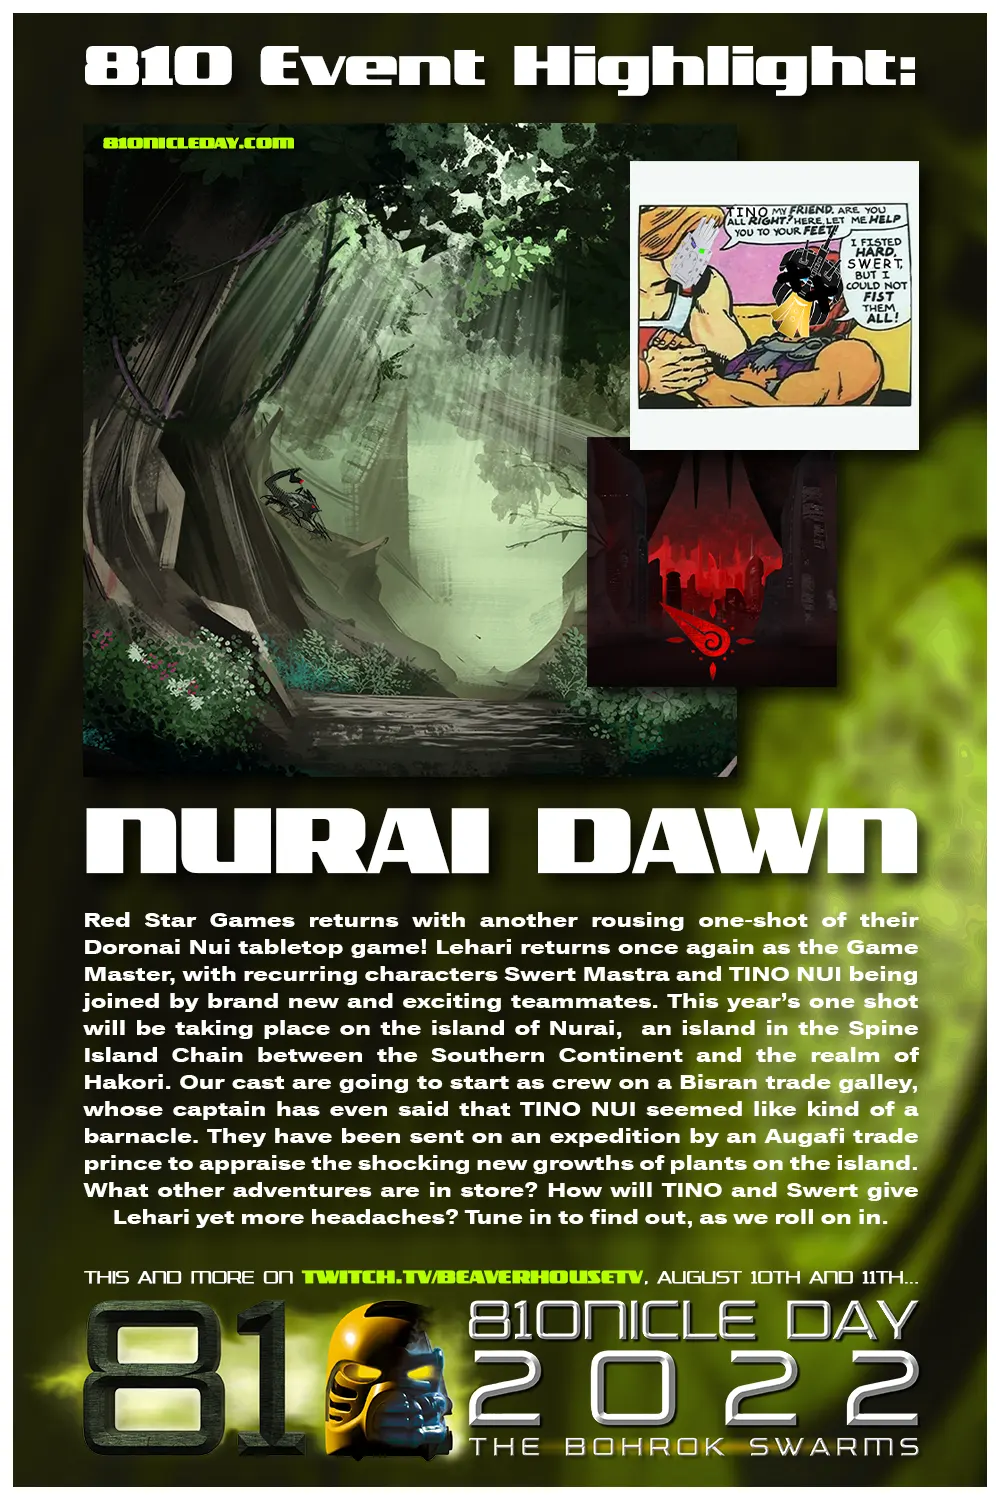 810 Event Highlight:
810NICLEDAY.COM
TINO MY FRIEND. ARE YOU
ALL RIGHT? HERE, LET ME HELP
YOU TO YOUR FEET!
I FISTED
HARD,
SWERT,
BUT I
COULD NOT
FIST
THEM
ALL!
NURAI DAWN
Red Star Games returns with another rousing one-shot of their
Doronai Nui tabletop game! Lehari returns once again as the Game
Master, with recurring characters Swert Mastra and TINO NUI being
joined by brand new and exciting teammates. This year's one shot
will be taking place on the island of Nurai, an island in the Spine
Island Chain between the Southern Continent and the realm of
Hakori. Our cast are going to start as crew on a Bisran trade galley,
whose captain has even said that TINO NUI seemed like kind of a
barnacle. They have been sent on an expedition by an Augafi trade
prince to appraise the shocking new growths of plants on the island.
What other adventures are in store? How will TINO and Swert give
Lehari yet more headaches? Tune in to find out, as we roll on in.
THIS AND MORE ON TWITCH.TV/BEAVERHOUSETV, AUGUST 10TH AND 11TH...
81
810NICLE DAY
2022
THE BOHROK SWARMS